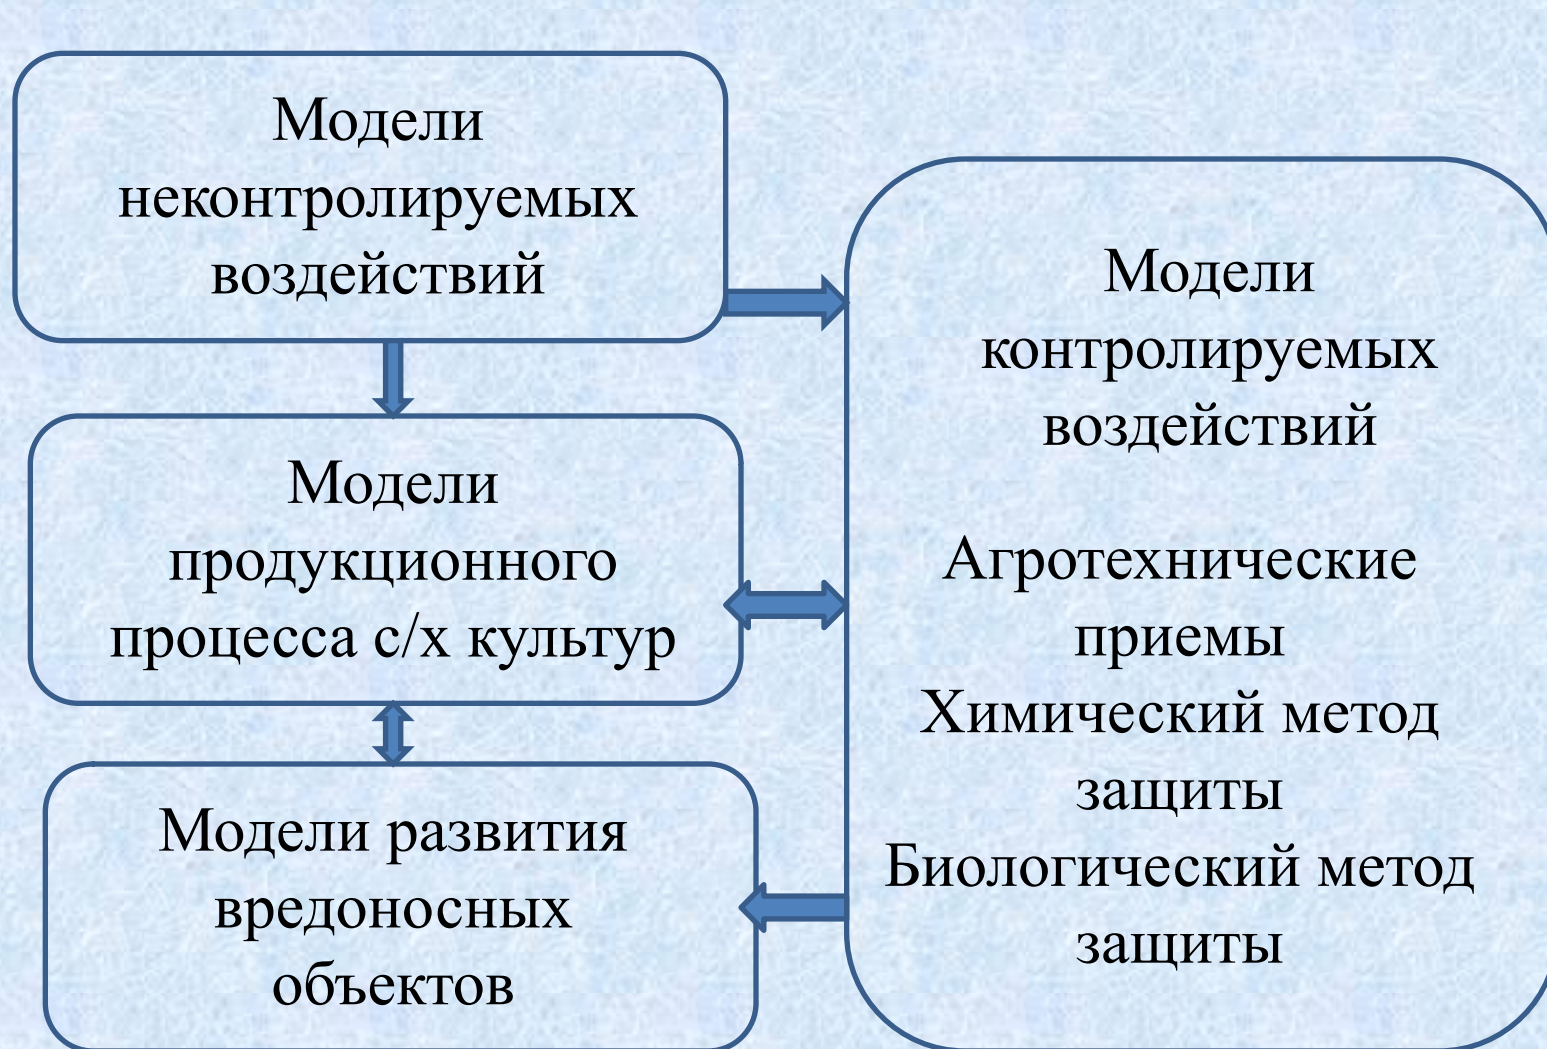 Модели
неконтролируемых
воздействий
Модели
продукционного
процесса с/х культур
Модели развития
вредоносных
объектов
Модели
контролируемых
воздействий
Агротехнические
приемы
Химический метод
защиты
Биологический метод
защиты